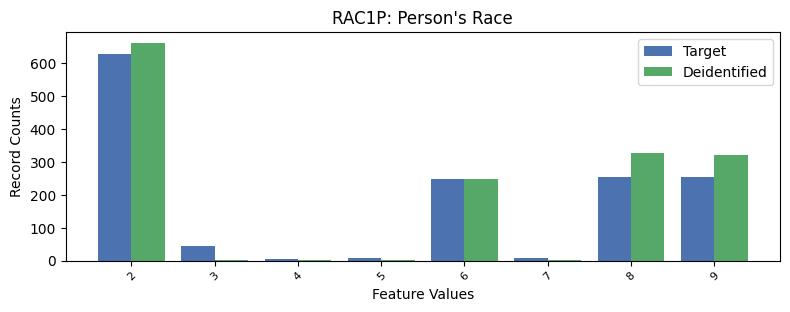 RAC1P: Person's Race
Target
Deidentified
Record Counts
600
500
400
300
200
100
0
2 3 4 5 6 7 8 9
Feature Values